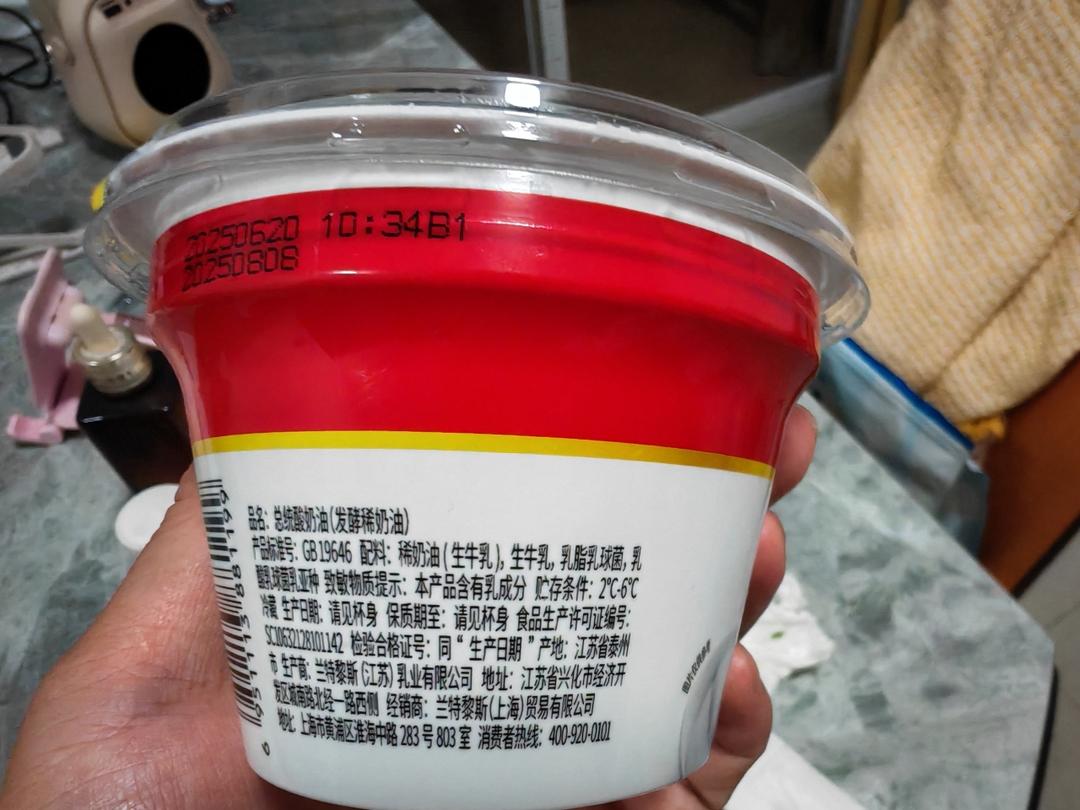 20250620 10:34B1
20250808
品名：总统酸奶油（发酵稀奶油）
产品标准号：GB 19646 配料：稀奶油（生牛乳），生牛乳，乳脂乳球菌，乳
酸乳球菌乳亚种 致敏物质提示：本产品含有乳成分 贮存条件：2℃-6℃
冷藏 生产日期：请见杯身 保质期至：请见杯身 食品生产许可证编号：
SC10632128101142 检验合格证号：同“生产日期”产地：江苏省泰州
市 生产商：兰特黎斯（江苏）乳业有限公司 地址：江苏省兴化市经济开
发区城南路北经一路西侧 经销商：兰特黎斯（上海）贸易有限公司
地址：上海市黄浦区淮海中路 283 号 803 室 消费者热线：400-920-0101